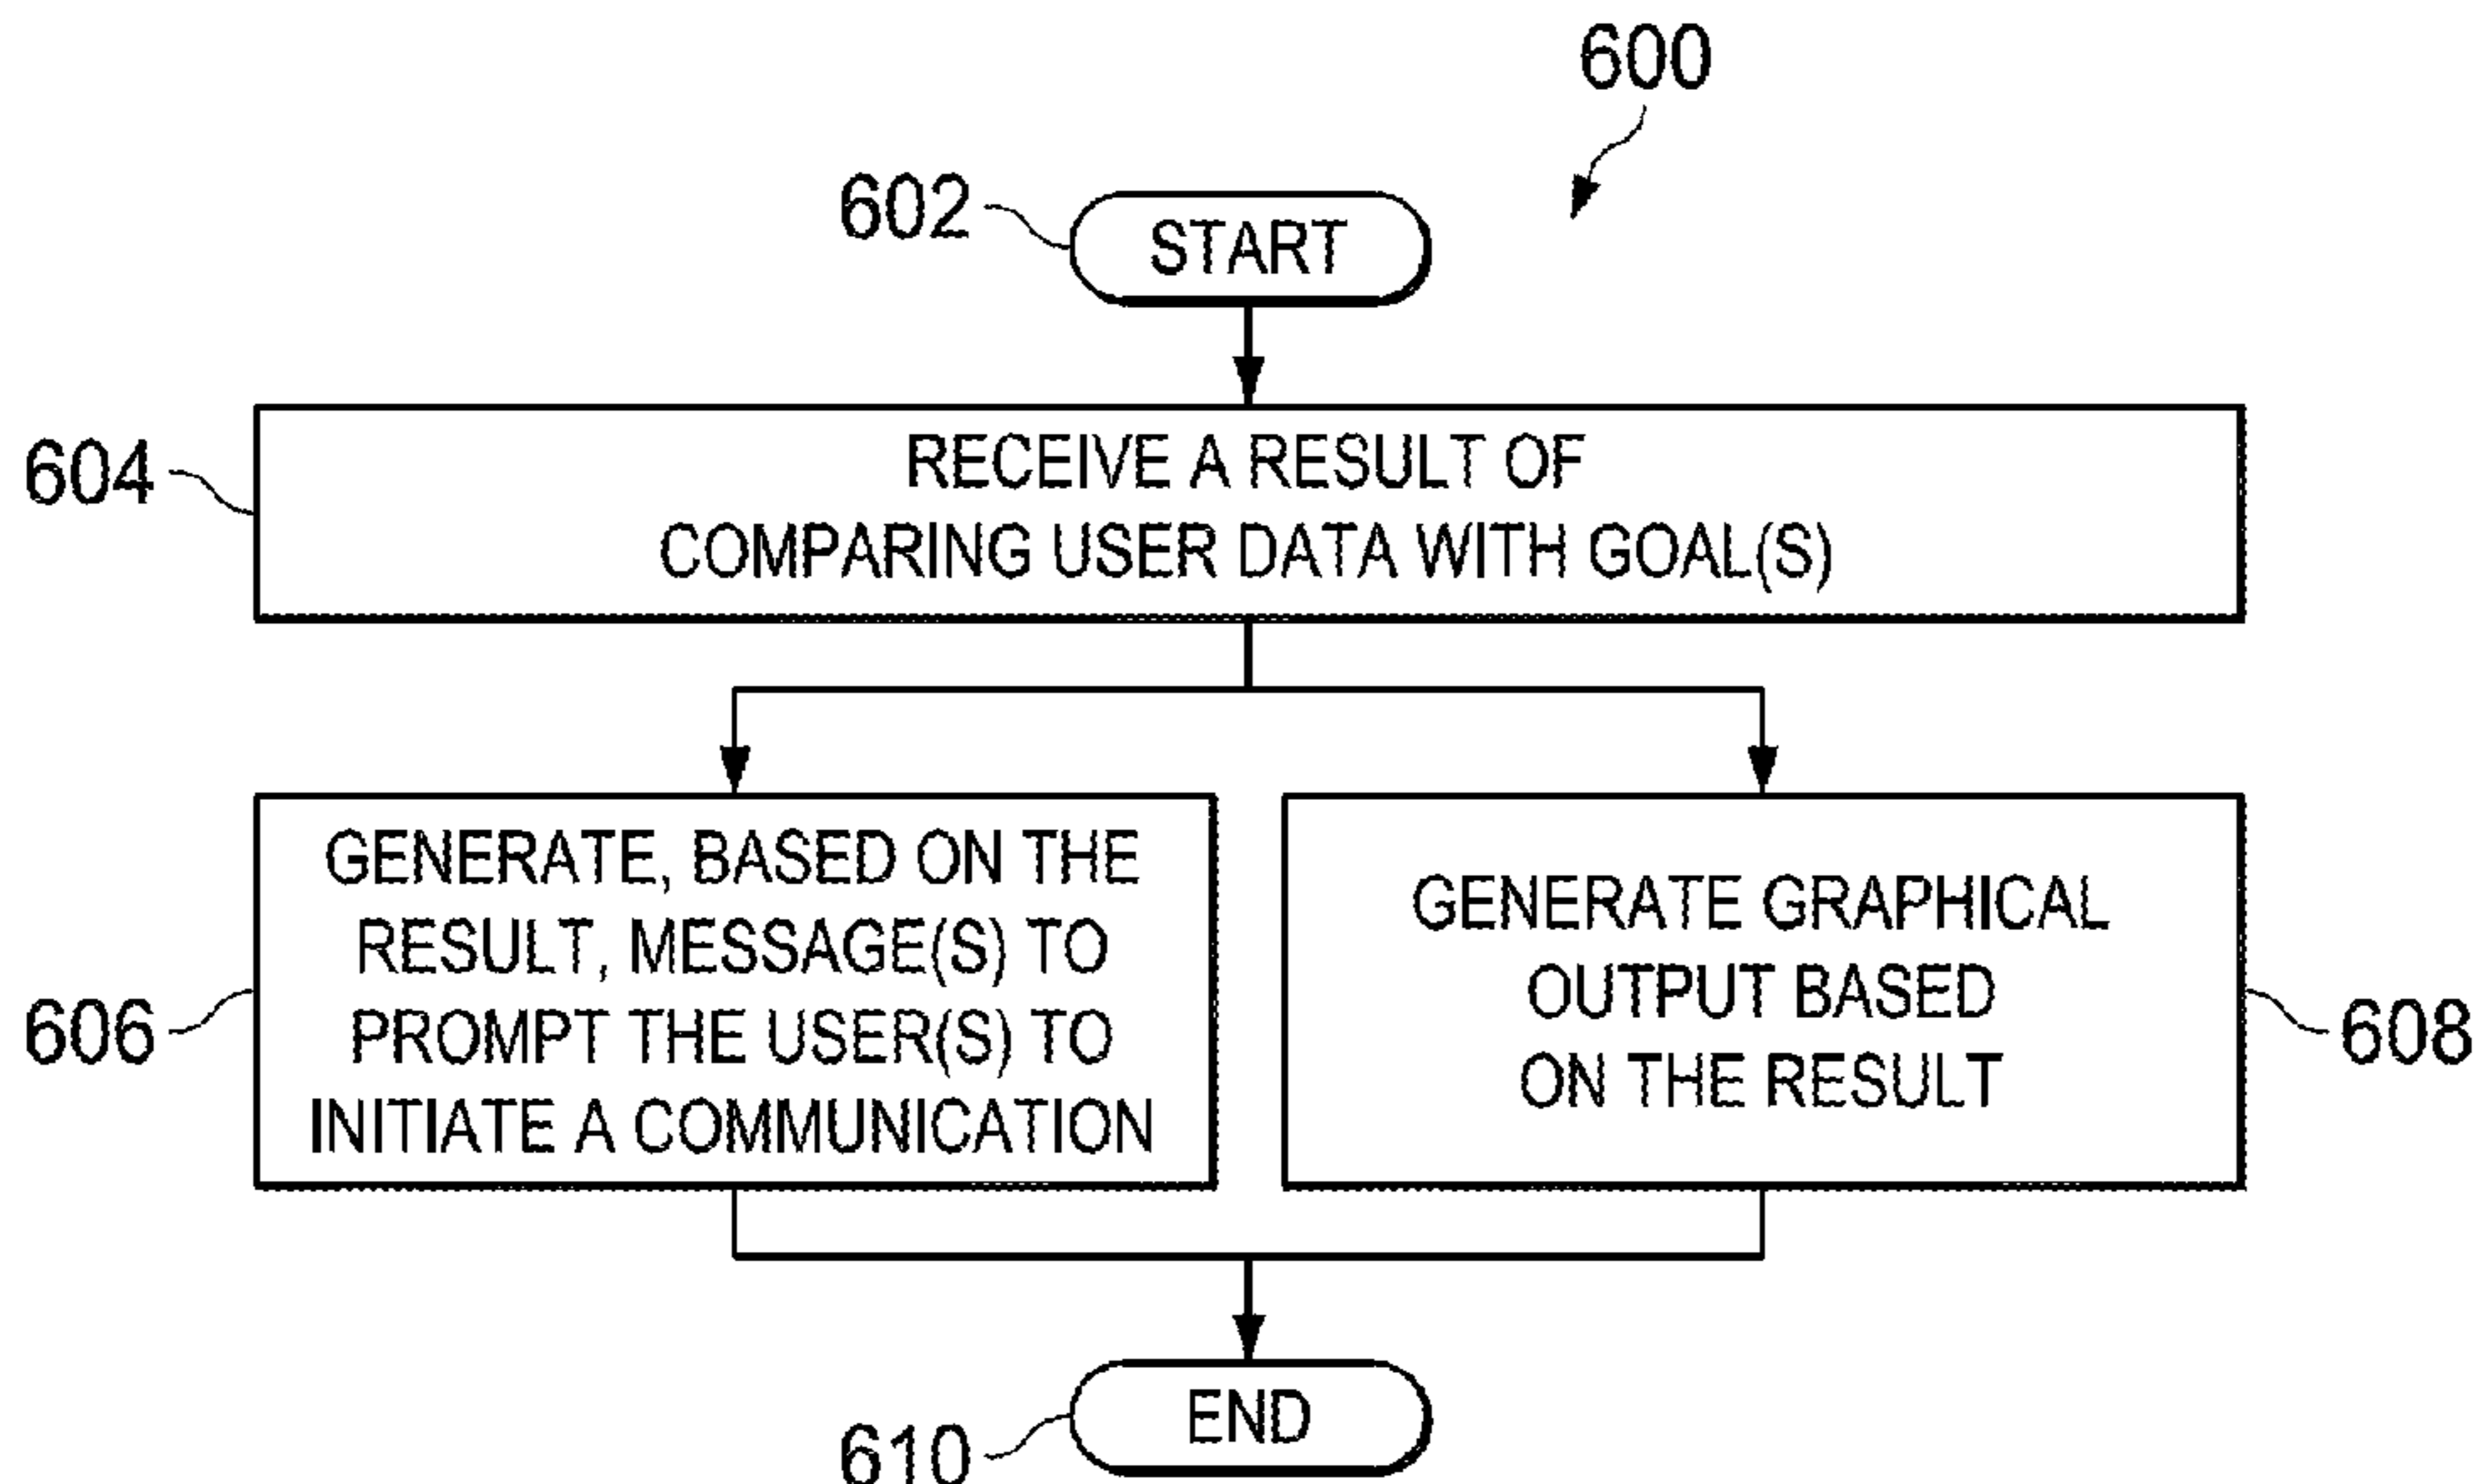 600
602
START
604
RECEIVE A RESULT OF
COMPARING USER DATA WITH GOAL(S)
606
GENERATE, BASED ON THE
RESULT, MESSAGE(S) TO
PROMPT THE USER(S) TO
INITIATE A COMMUNICATION
GENERATE GRAPHICAL
OUTPUT BASED
ON THE RESULT
608
610
END